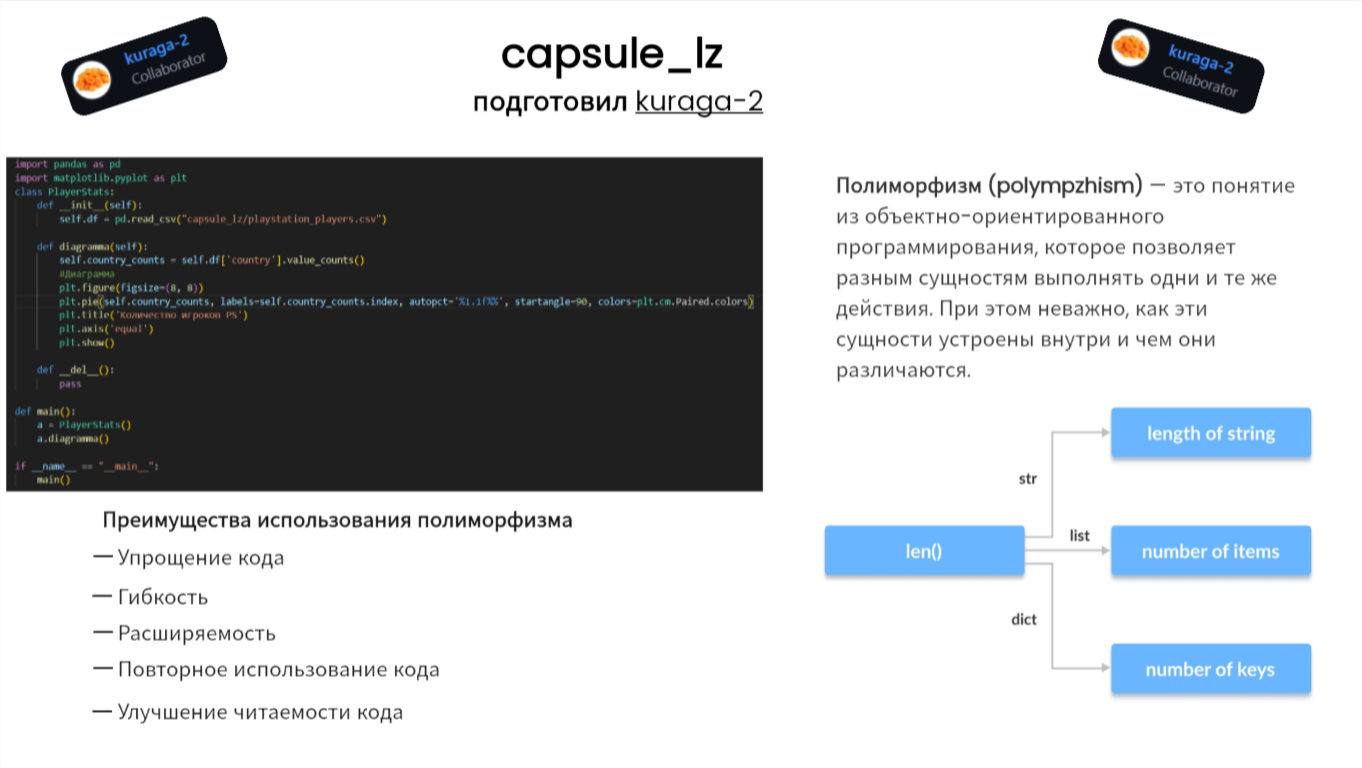 kuraga-2
Collaborator
capsule_lz
подготовил kuraga-2
kuraga-2
Collaborator
import pandas as pd
import matplotlib.pyplot as plt
class PlayerStats:
def __init__(self):
self.df = pd.read_csv("capsule_lz/playstation_players.csv")
def diagramma(self):
self.country_counts = self.df['country'].value_counts()
#Диаграмма
plt.figure(figsize=(8, 8))
plt.pie(self.country_counts, labels=self.country_counts.index, autopct='%1.1f%%', startangle=90, colors=plt.cm.Paired.colors)
plt.title('Количество игроков PS')
plt.axis('equal')
plt.show()
def __del__():
pass
def main():
a = PlayerStats()
a.diagramma()
if __name__ == "__main__":
main()
Преимущества использования полиморфизма
— Упрощение кода
— Гибкость
— Расширяемость
— Повторное использование кода
— Улучшение читаемости кода
Полиморфизм (polympzhism) — это понятие
из объектно-ориентированного
программирования, которое позволяет
разным сущностям выполнять одни и те же
действия. При этом неважно, как эти
сущности устроены внутри и чем они
различаются.
length of string
str
list
len()
number of items
dict
number of keys